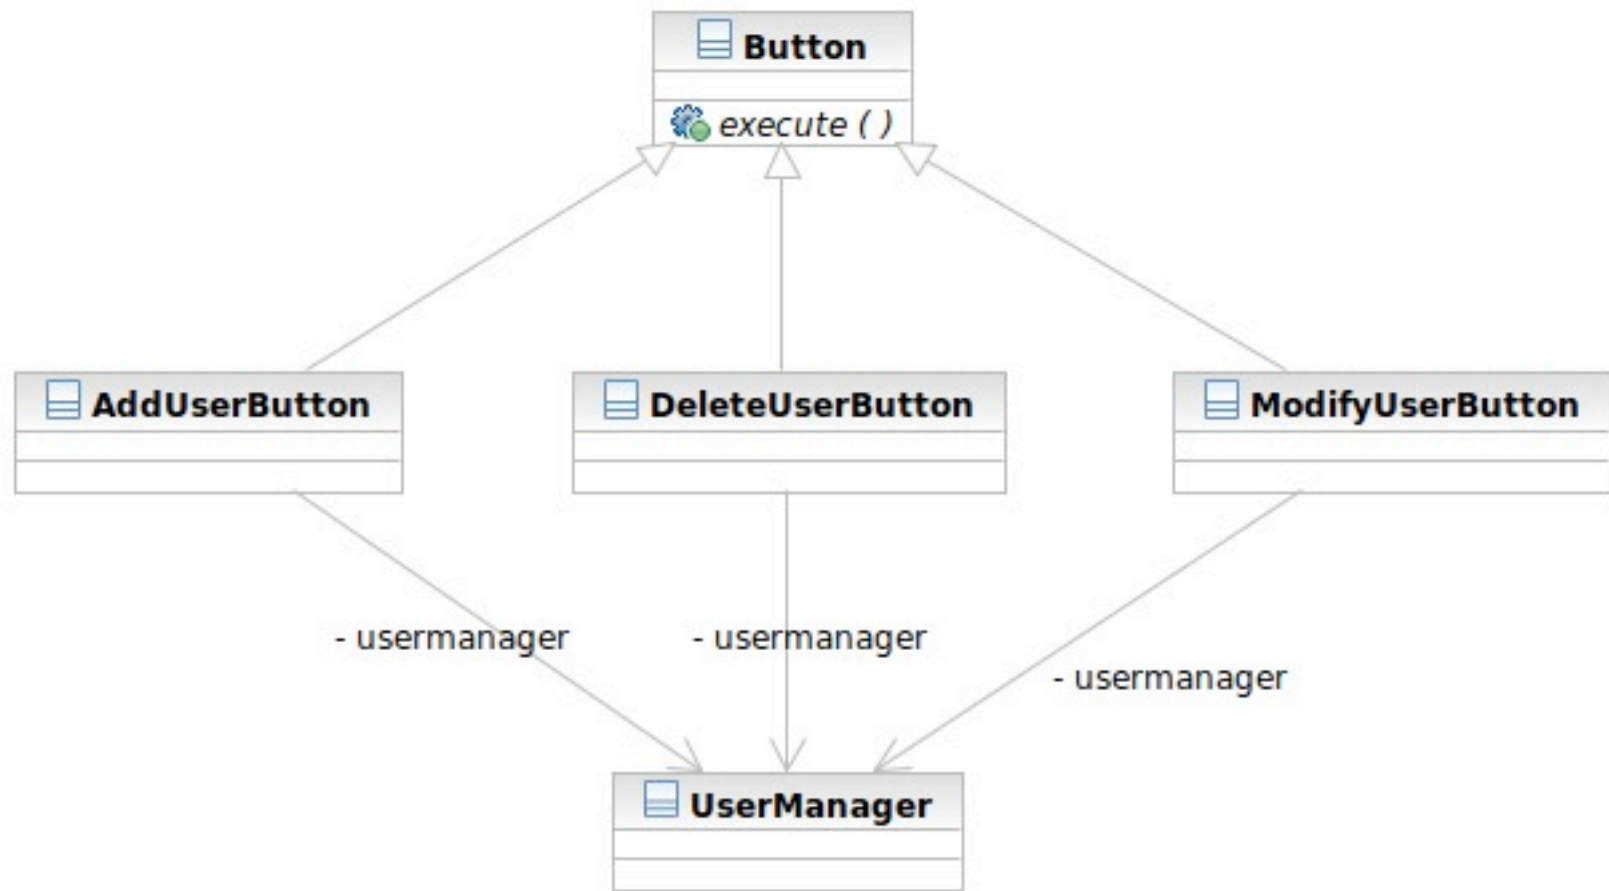 Button
execute ( )
AddUserButton
DeleteUserButton
ModifyUserButton
- usermanager
- usermanager
- usermanager
UserManager